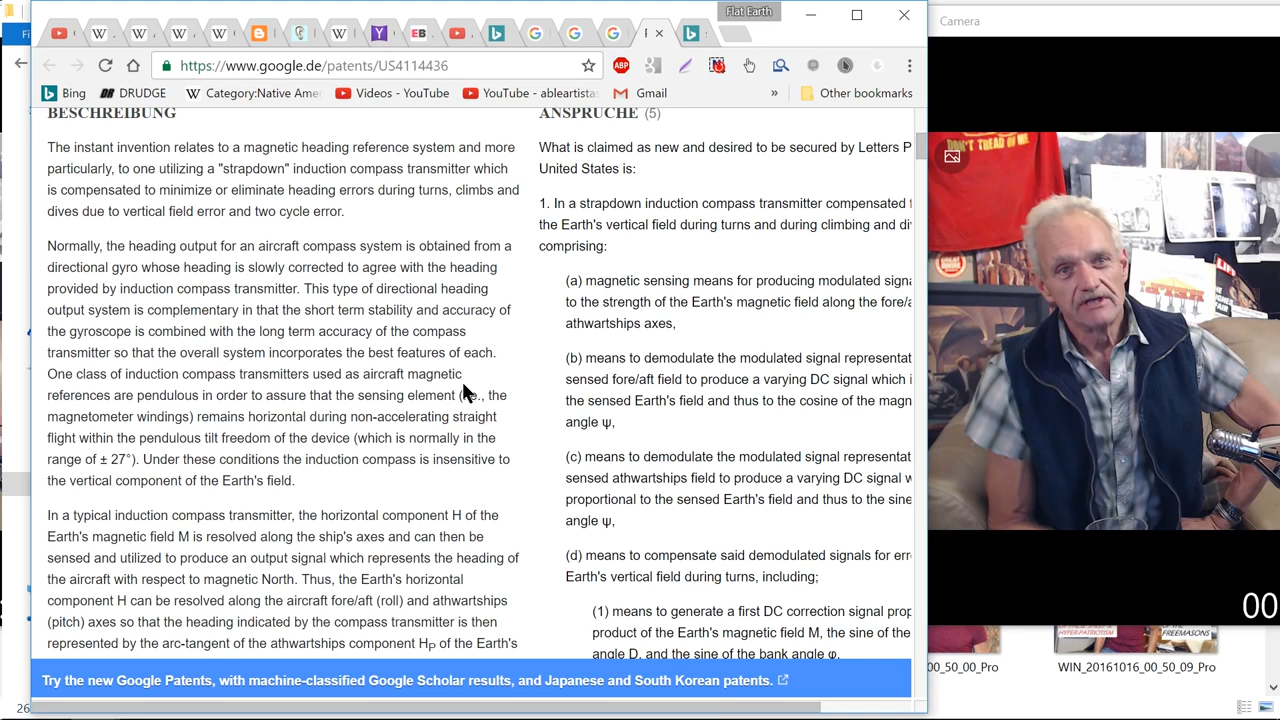 Flat Earth
Camera
https://www.google.de/patents/US4114436
ABP
Bing
DRUDGE
Category:Native Amer
Videos - YouTube
YouTube - ableartista
Gmail
»
Other bookmarks
BESCHREIBUNG
The instant invention relates to a magnetic heading reference system and more
particularly, to one utilizing a "strapdown" induction compass transmitter which
is compensated to minimize or eliminate heading errors during turns, climbs and
dives due to vertical field error and two cycle error.
Normally, the heading output for an aircraft compass system is obtained from a
directional gyro whose heading is slowly corrected to agree with the heading
provided by induction compass transmitter. This type of directional heading
output system is complementary in that the short term stability and accuracy of
the gyroscope is combined with the long term accuracy of the compass
transmitter so that the overall system incorporates the best features of each.
One class of induction compass transmitters used as aircraft magnetic
references are pendulous in order to assure that the sensing element (i.e., the
magnetometer windings) remains horizontal during non-accelerating straight
flight within the pendulous tilt freedom of the device (which is normally in the
range of ± 27°). Under these conditions the induction compass is insensitive to
the vertical component of the Earth's field.
In a typical induction compass transmitter, the horizontal component H of the
Earth's magnetic field M is resolved along the ship's axes and can then be
sensed and utilized to produce an output signal which represents the heading of
the aircraft with respect to magnetic North. Thus, the Earth's horizontal
component H can be resolved along the aircraft fore/aft (roll) and athwartships
(pitch) axes so that the heading indicated by the compass transmitter is then
represented by the arc-tangent of the athwartships component HP of the Earth's
ANSPRÜCHE (5)
What is claimed as new and desired to be secured by Letters P
United States is:
1. In a strapdown induction compass transmitter compensated f
the Earth's vertical field during turns and during climbing and di
comprising:
(a) magnetic sensing means for producing modulated signa
to the strength of the Earth's magnetic field along the fore/a
athwartships axes,
(b) means to demodulate the modulated signal representat
sensed fore/aft field to produce a varying DC signal which i
the sensed Earth's field and thus to the cosine of the magn
angle ψ,
(c) means to demodulate the modulated signal representat
sensed athwartships field to produce a varying DC signal w
proportional to the sensed Earth's field and thus to the sine
angle ψ,
(d) means to compensate said demodulated signals for erro
Earth's vertical field during turns, including;
(1) means to generate a first DC correction signal prop
product of the Earth's magnetic field M the sine of the
angle D, and the sine of the bank angle φ,
Try the new Google Patents, with machine-classified Google Scholar results, and Japanese and South Korean patents.
DON'T TREAD ON ME.
00
HYPER-PATRIOTISM
FREEMASONS
00_50_00_Pro
WIN_20161016_00_50_09_Pro
26